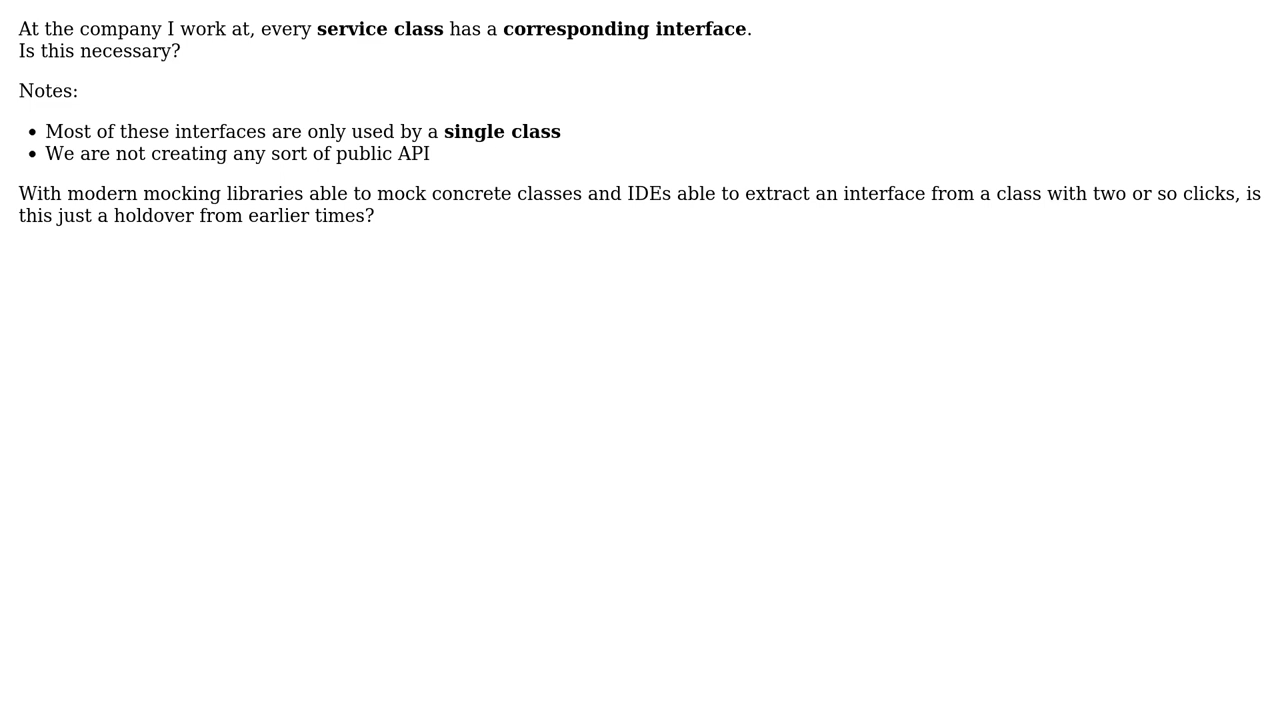 At the company I work at, every service class has a corresponding interface.
Is this necessary?
Notes:
• Most of these interfaces are only used by a single class
• We are not creating any sort of public API
With modern mocking libraries able to mock concrete classes and IDEs able to extract an interface from a class with two or so clicks, is
this just a holdover from earlier times?